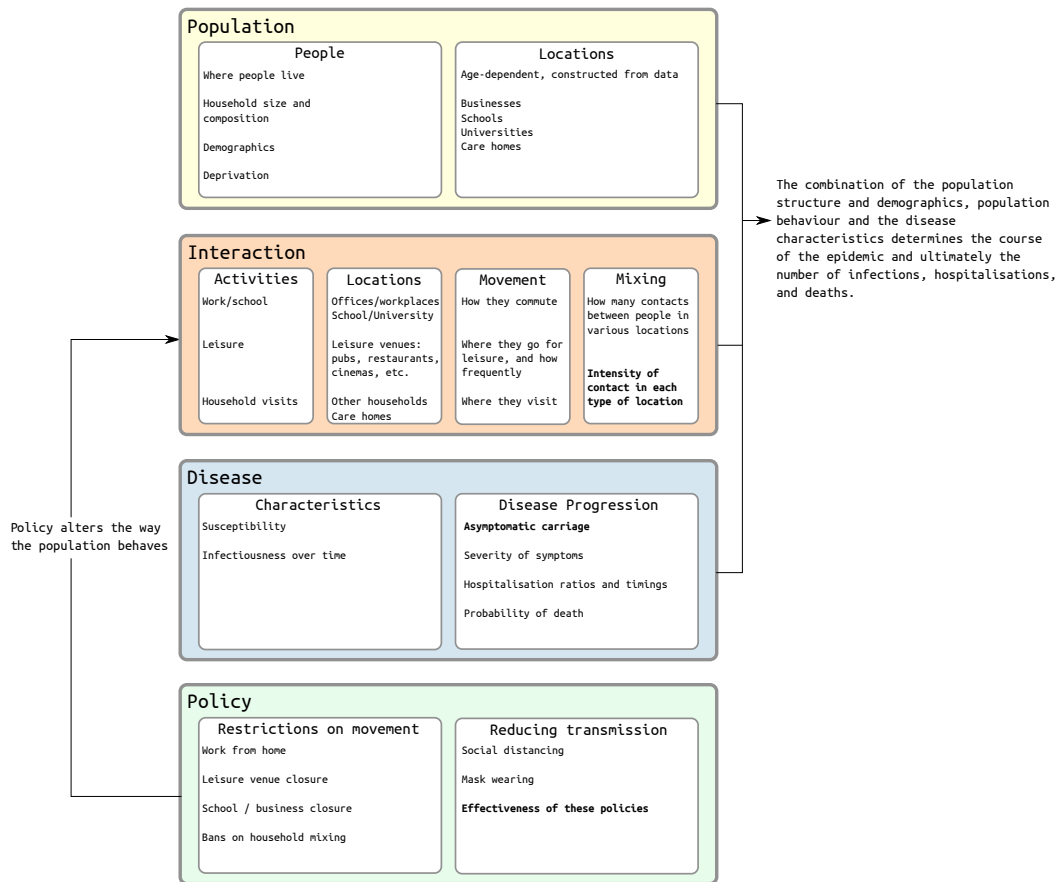 Population
People
Where people live
Household size and
composition
Demographics
Deprivation
Locations
Age-dependent, constructed from data
Businesses
Schools
Universities
Care homes
The combination of the population
structure and demographics, population
behaviour and the disease
characteristics determines the course
of the epidemic and ultimately the
number of infections, hospitalisations,
and deaths.
Interaction
Activities
Work/school
Leisure
Household visits
Locations
Offices/workplaces
School/University
Leisure venues:
pubs, restaurants,
cinemas, etc.
Other households
Care homes
Movement
How they commute
Where they go for
leisure, and how
frequently
Where they visit
Mixing
How many contacts
between people in
various locations
Intensity of
contact in each
type of location
Disease
Characteristics
Susceptibility
Infectiousness over time
Disease Progression
Asymptomatic carriage
Severity of symptoms
Hospitalisation ratios and timings
Probability of death
Policy alters the way
the population behaves
Policy
Restrictions on movement
Work from home
Leisure venue closure
School / business closure
Bans on household mixing
Reducing transmission
Social distancing
Mask wearing
Effectiveness of these policies